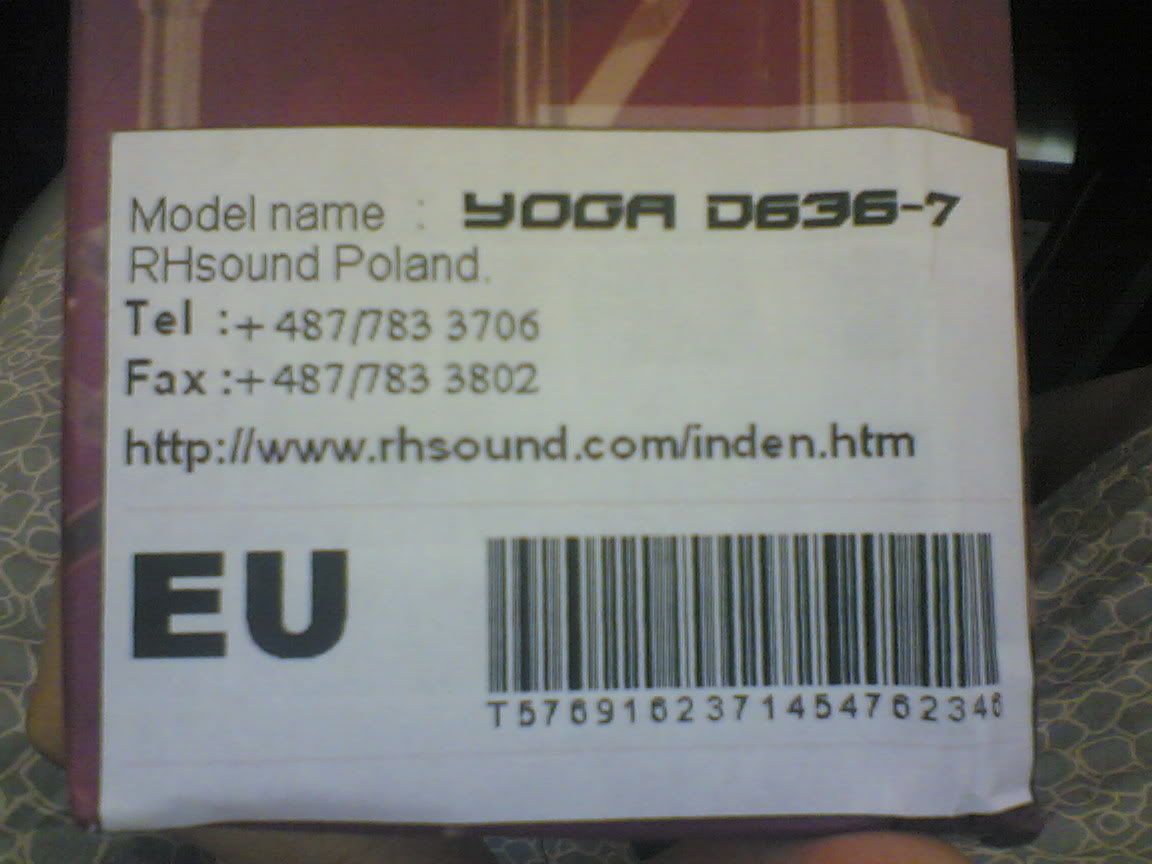 Model name : YOGA D636-7
RHsound Poland.
Tel :+ 487/783 3706
Fax :+487/783 3802
http://www.rhsound.com/inden.htm
EU
T5769162371454762346